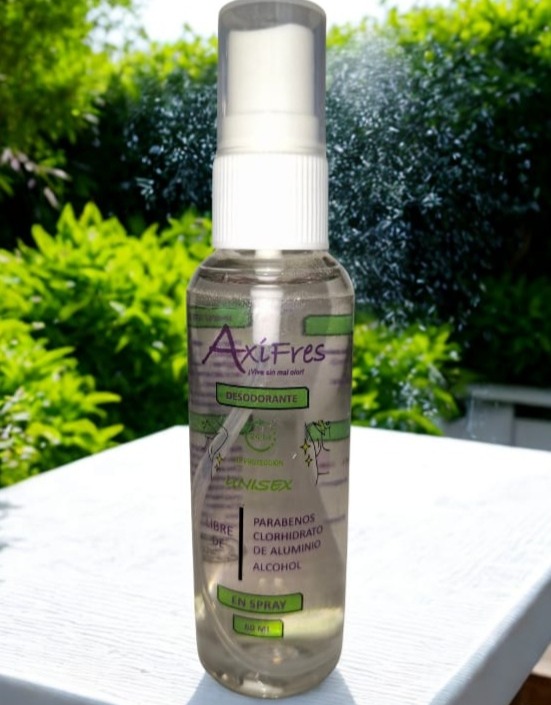 AxiFres
¡Vive sin mal olor!
DESODORANTE
UNISEX
LIBRE
DE
PARABENOS
CLORHIDRATO
DE ALUMINIO
ALCOHOL
EN SPRAY
60 ML